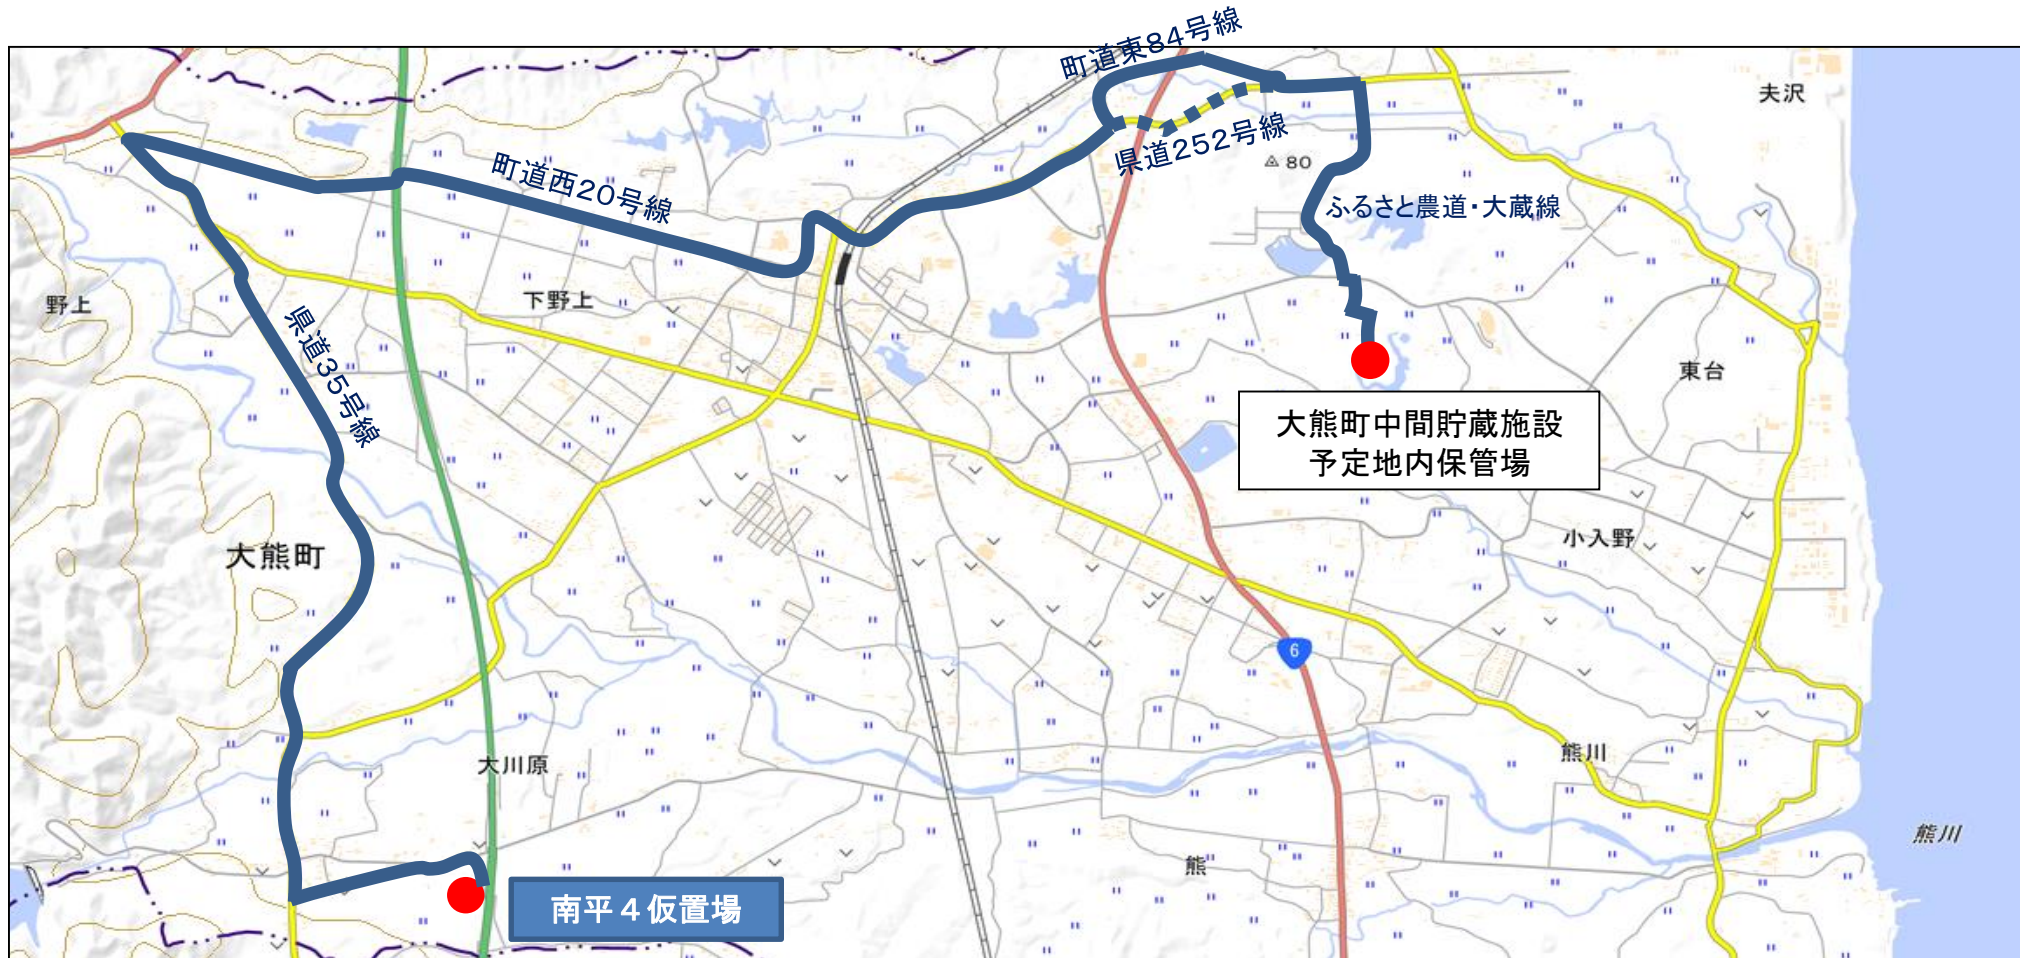 町道東84号線
夫沢
県道252号線
80
町道西20号線
ふるさと農道・大蔵線
野上
下野上
県道35号線
東台
大熊町中間貯蔵施設
予定地内保管場
小入野
大熊町
6
大川原
熊川
熊川
熊
南平4仮置場